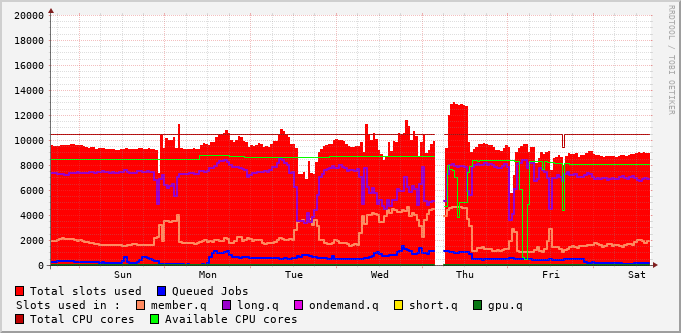 20000
18000
16000
14000
12000
10000
8000
6000
4000
2000
0
Sun Mon Tue Wed Thu Fri Sat
RRDTOOL / TOBI OETIKER
Total slots used Queued Jobs
Slots used in : member.q long.q ondemand.q short.q gpu.q
Total CPU cores Available CPU cores